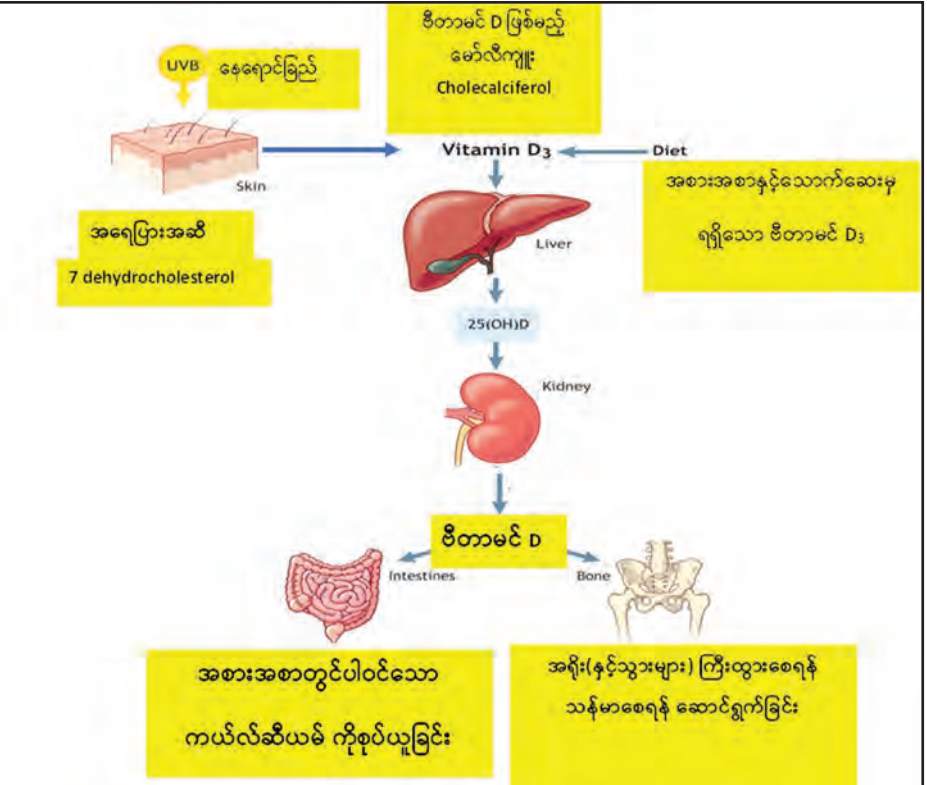 ဗီတာမင် D ဖြစ်မည့်
မော်လီကျူး
Cholecalciferol
UVB
နေရောင်ခြည်
Vitamin D3
Diet
Skin
အရေပြားအဆီ
7 dehydrocholesterol
အစားအစာနှင့်သောက်ဆေးမှ
ရရှိသော ဗီတာမင် D3
Liver
25(OH)D
Kidney
ဗီတာမင် D
Intestines
Bone
အစားအစာတွင်ပါဝင်သော
ကယ်လ်ဆီယမ် ကိုစုပ်ယူခြင်း
အရိုး(နှင့်သွားများ) ကြီးထွားစေရန်
သန်မာစေရန် ဆောင်ရွက်ခြင်း